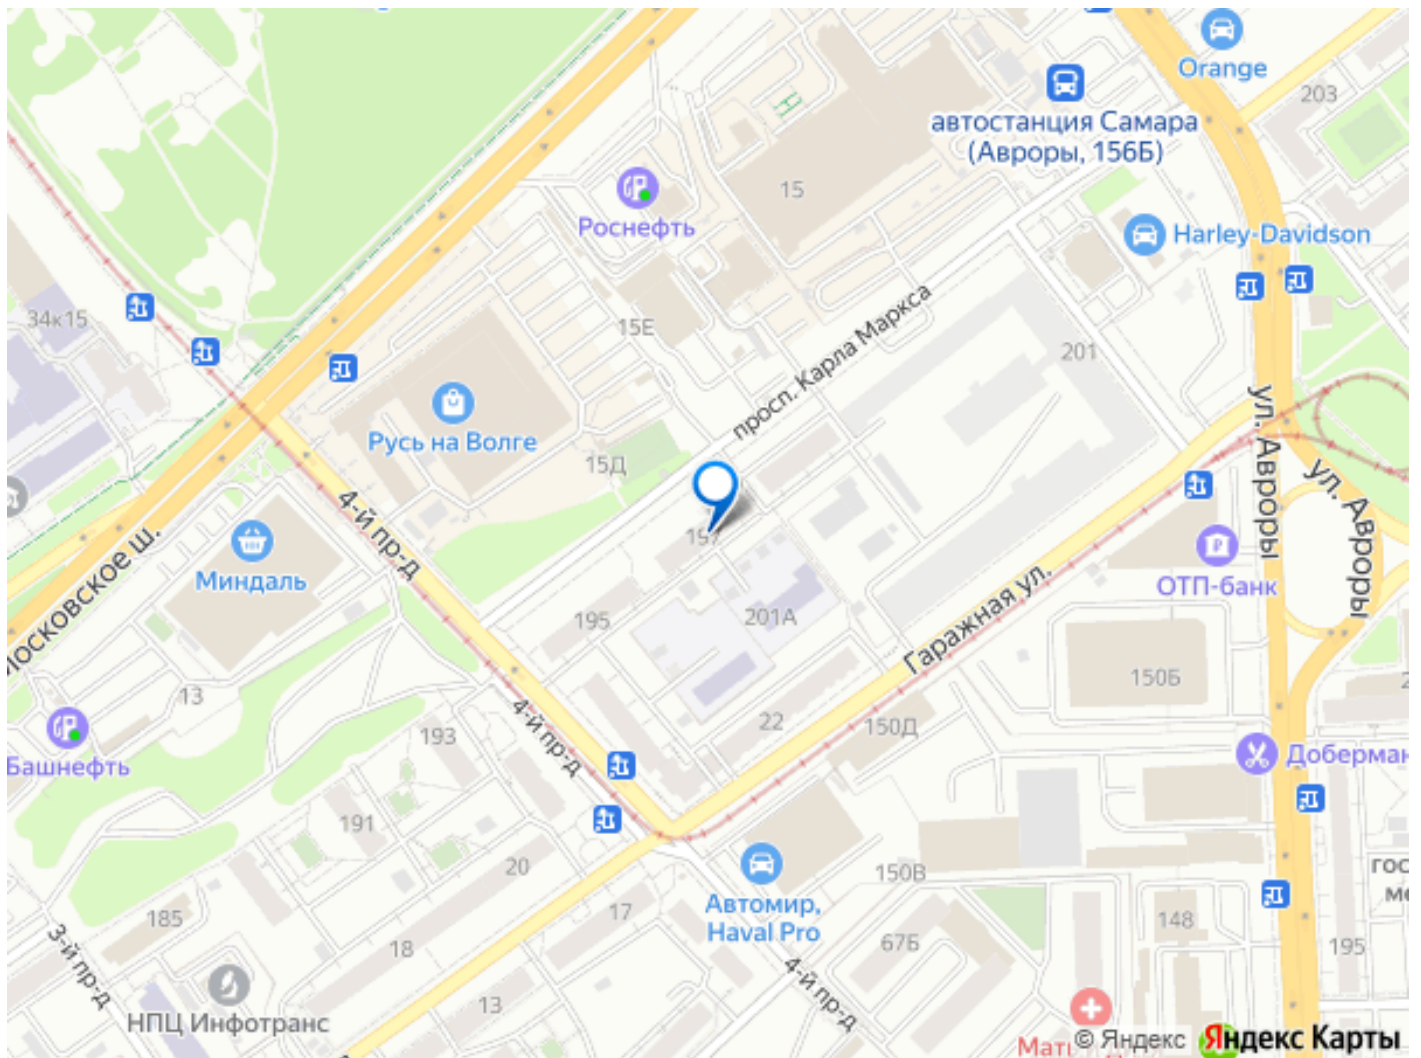 Orange
203
автостанция Самара
(Авроры, 156Б)
15
Роснефть
Harley-Davidson
34к15
15Е
просп. Карла Маркса
201
Русь на Волге
15Д
ул. Авроры
ул. Авроры
4-й пр-д
197
Миндаль
ОТП-банк
195
201А
Гаражная ул.
150Б
13
22
150Д
193
4-й пр-д
Башнефть
Доберман
191
20
150В
Автомир,
Haval Pro
17
185
18
67Б
148
195
3-й пр-д
13
4-й пр-д
НПЦ Инфотранс
© Яндекс
Яндекс Карты